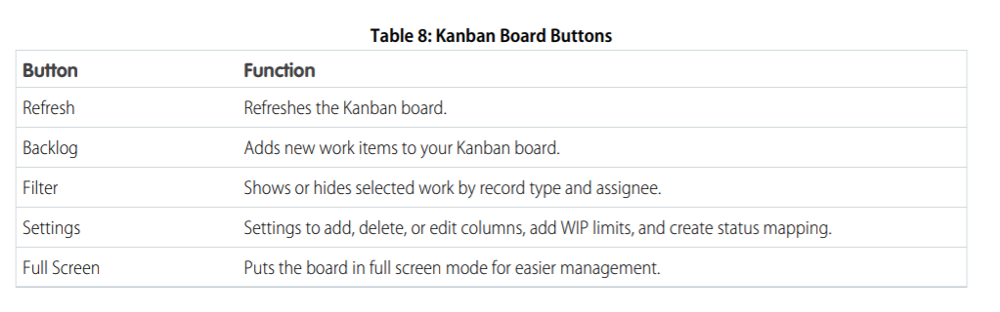 Table 8: Kanban Board Buttons
Button Function
Refresh Refreshes the Kanban board.
Backlog Adds new work items to your Kanban board.
Filter Shows or hides selected work by record type and assignee.
Settings Settings to add, delete, or edit columns, add WIP limits, and create status mapping.
Full Screen Puts the board in full screen mode for easier management.